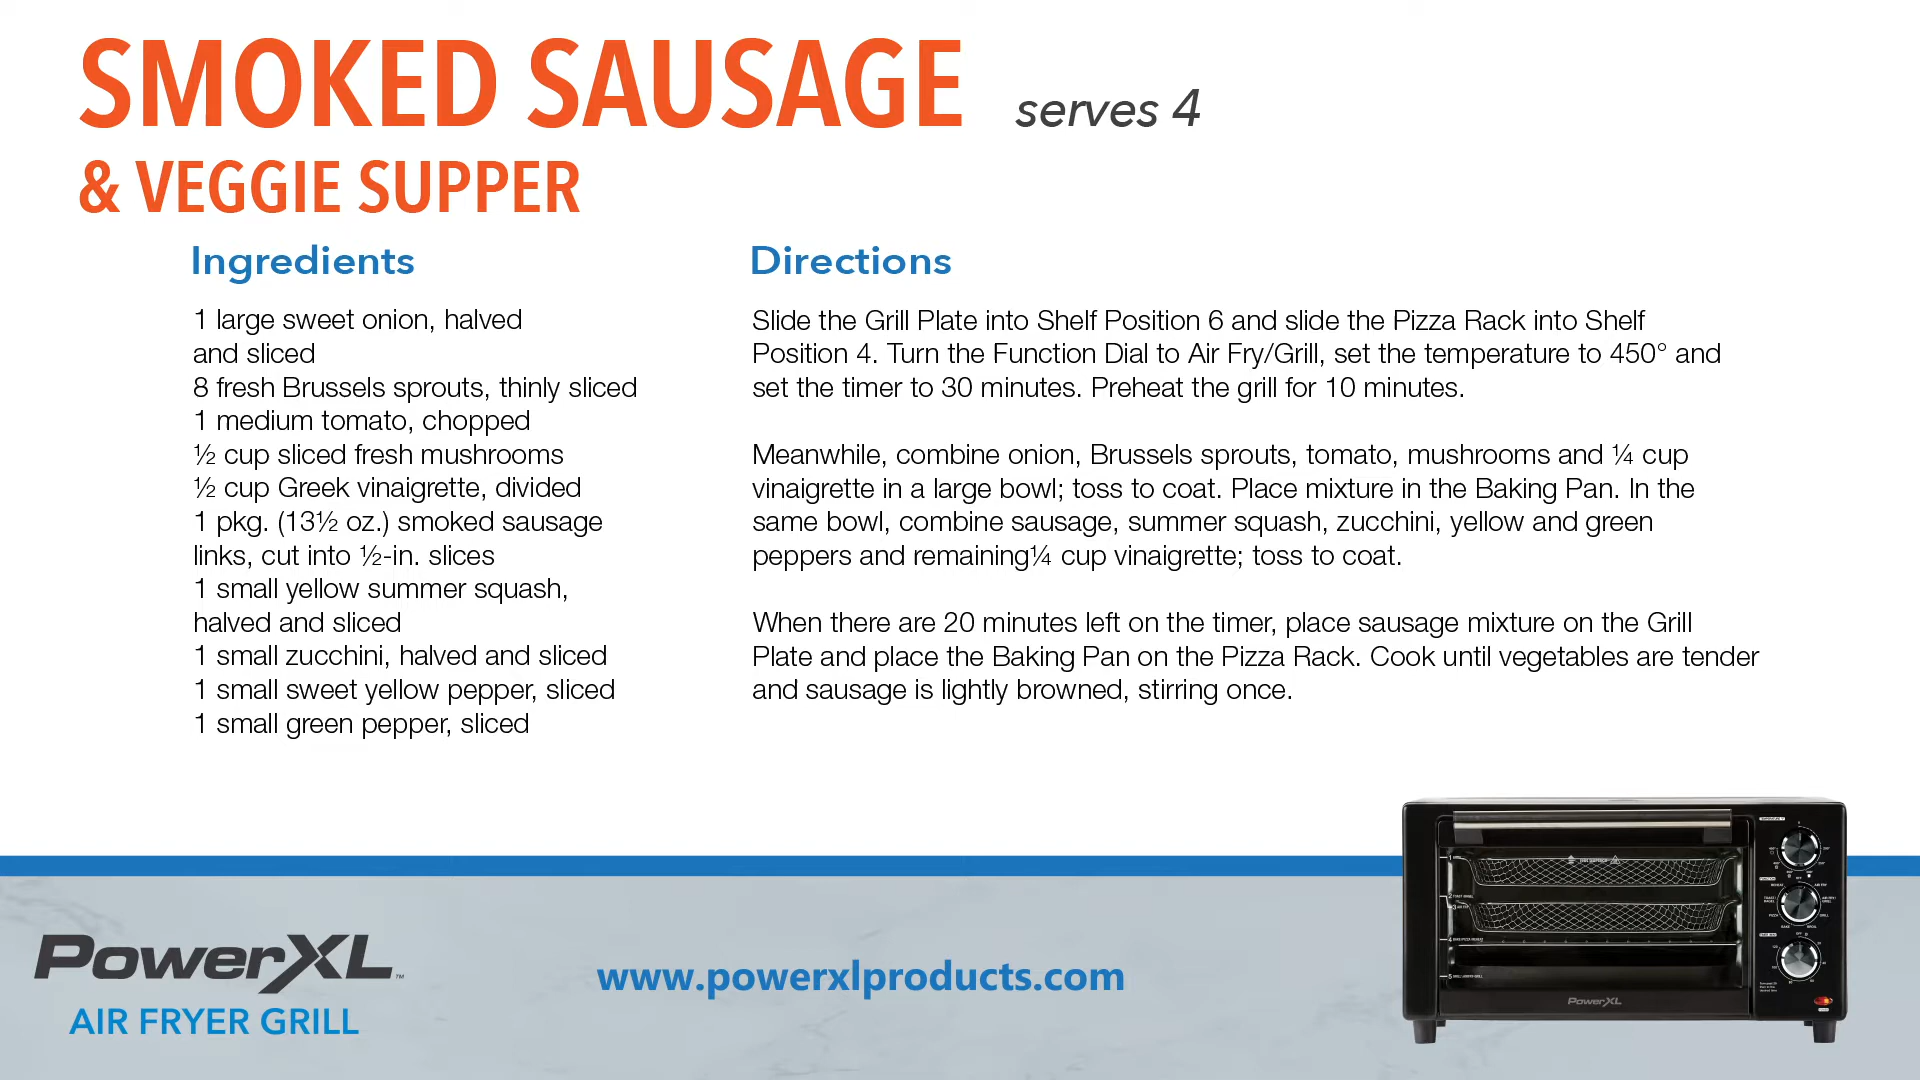 SMOKED SAUSAGE serves 4
& VEGGIE SUPPER
Ingredients
1 large sweet onion, halved
and sliced
8 fresh Brussels sprouts, thinly sliced
1 medium tomato, chopped
½ cup sliced fresh mushrooms
½ cup Greek vinaigrette, divided
1 pkg. (13½ oz.) smoked sausage
links, cut into ½-in. slices
1 small yellow summer squash,
halved and sliced
1 small zucchini, halved and sliced
1 small sweet yellow pepper, sliced
1 small green pepper, sliced
Directions
Slide the Grill Plate into Shelf Position 6 and slide the Pizza Rack into Shelf
Position 4. Turn the Function Dial to Air Fry/Grill, set the temperature to 450° and
set the timer to 30 minutes. Preheat the grill for 10 minutes.
Meanwhile, combine onion, Brussels sprouts, tomato, mushrooms and ¼ cup
vinaigrette in a large bowl; toss to coat. Place mixture in the Baking Pan. In the
same bowl, combine sausage, summer squash, zucchini, yellow and green
peppers and remaining¼ cup vinaigrette; toss to coat.
When there are 20 minutes left on the timer, place sausage mixture on the Grill
Plate and place the Baking Pan on the Pizza Rack. Cook until vegetables are tender
and sausage is lightly browned, stirring once.
PowerXL™
AIR FRYER GRILL
www.powerxlproducts.com
PowerXL